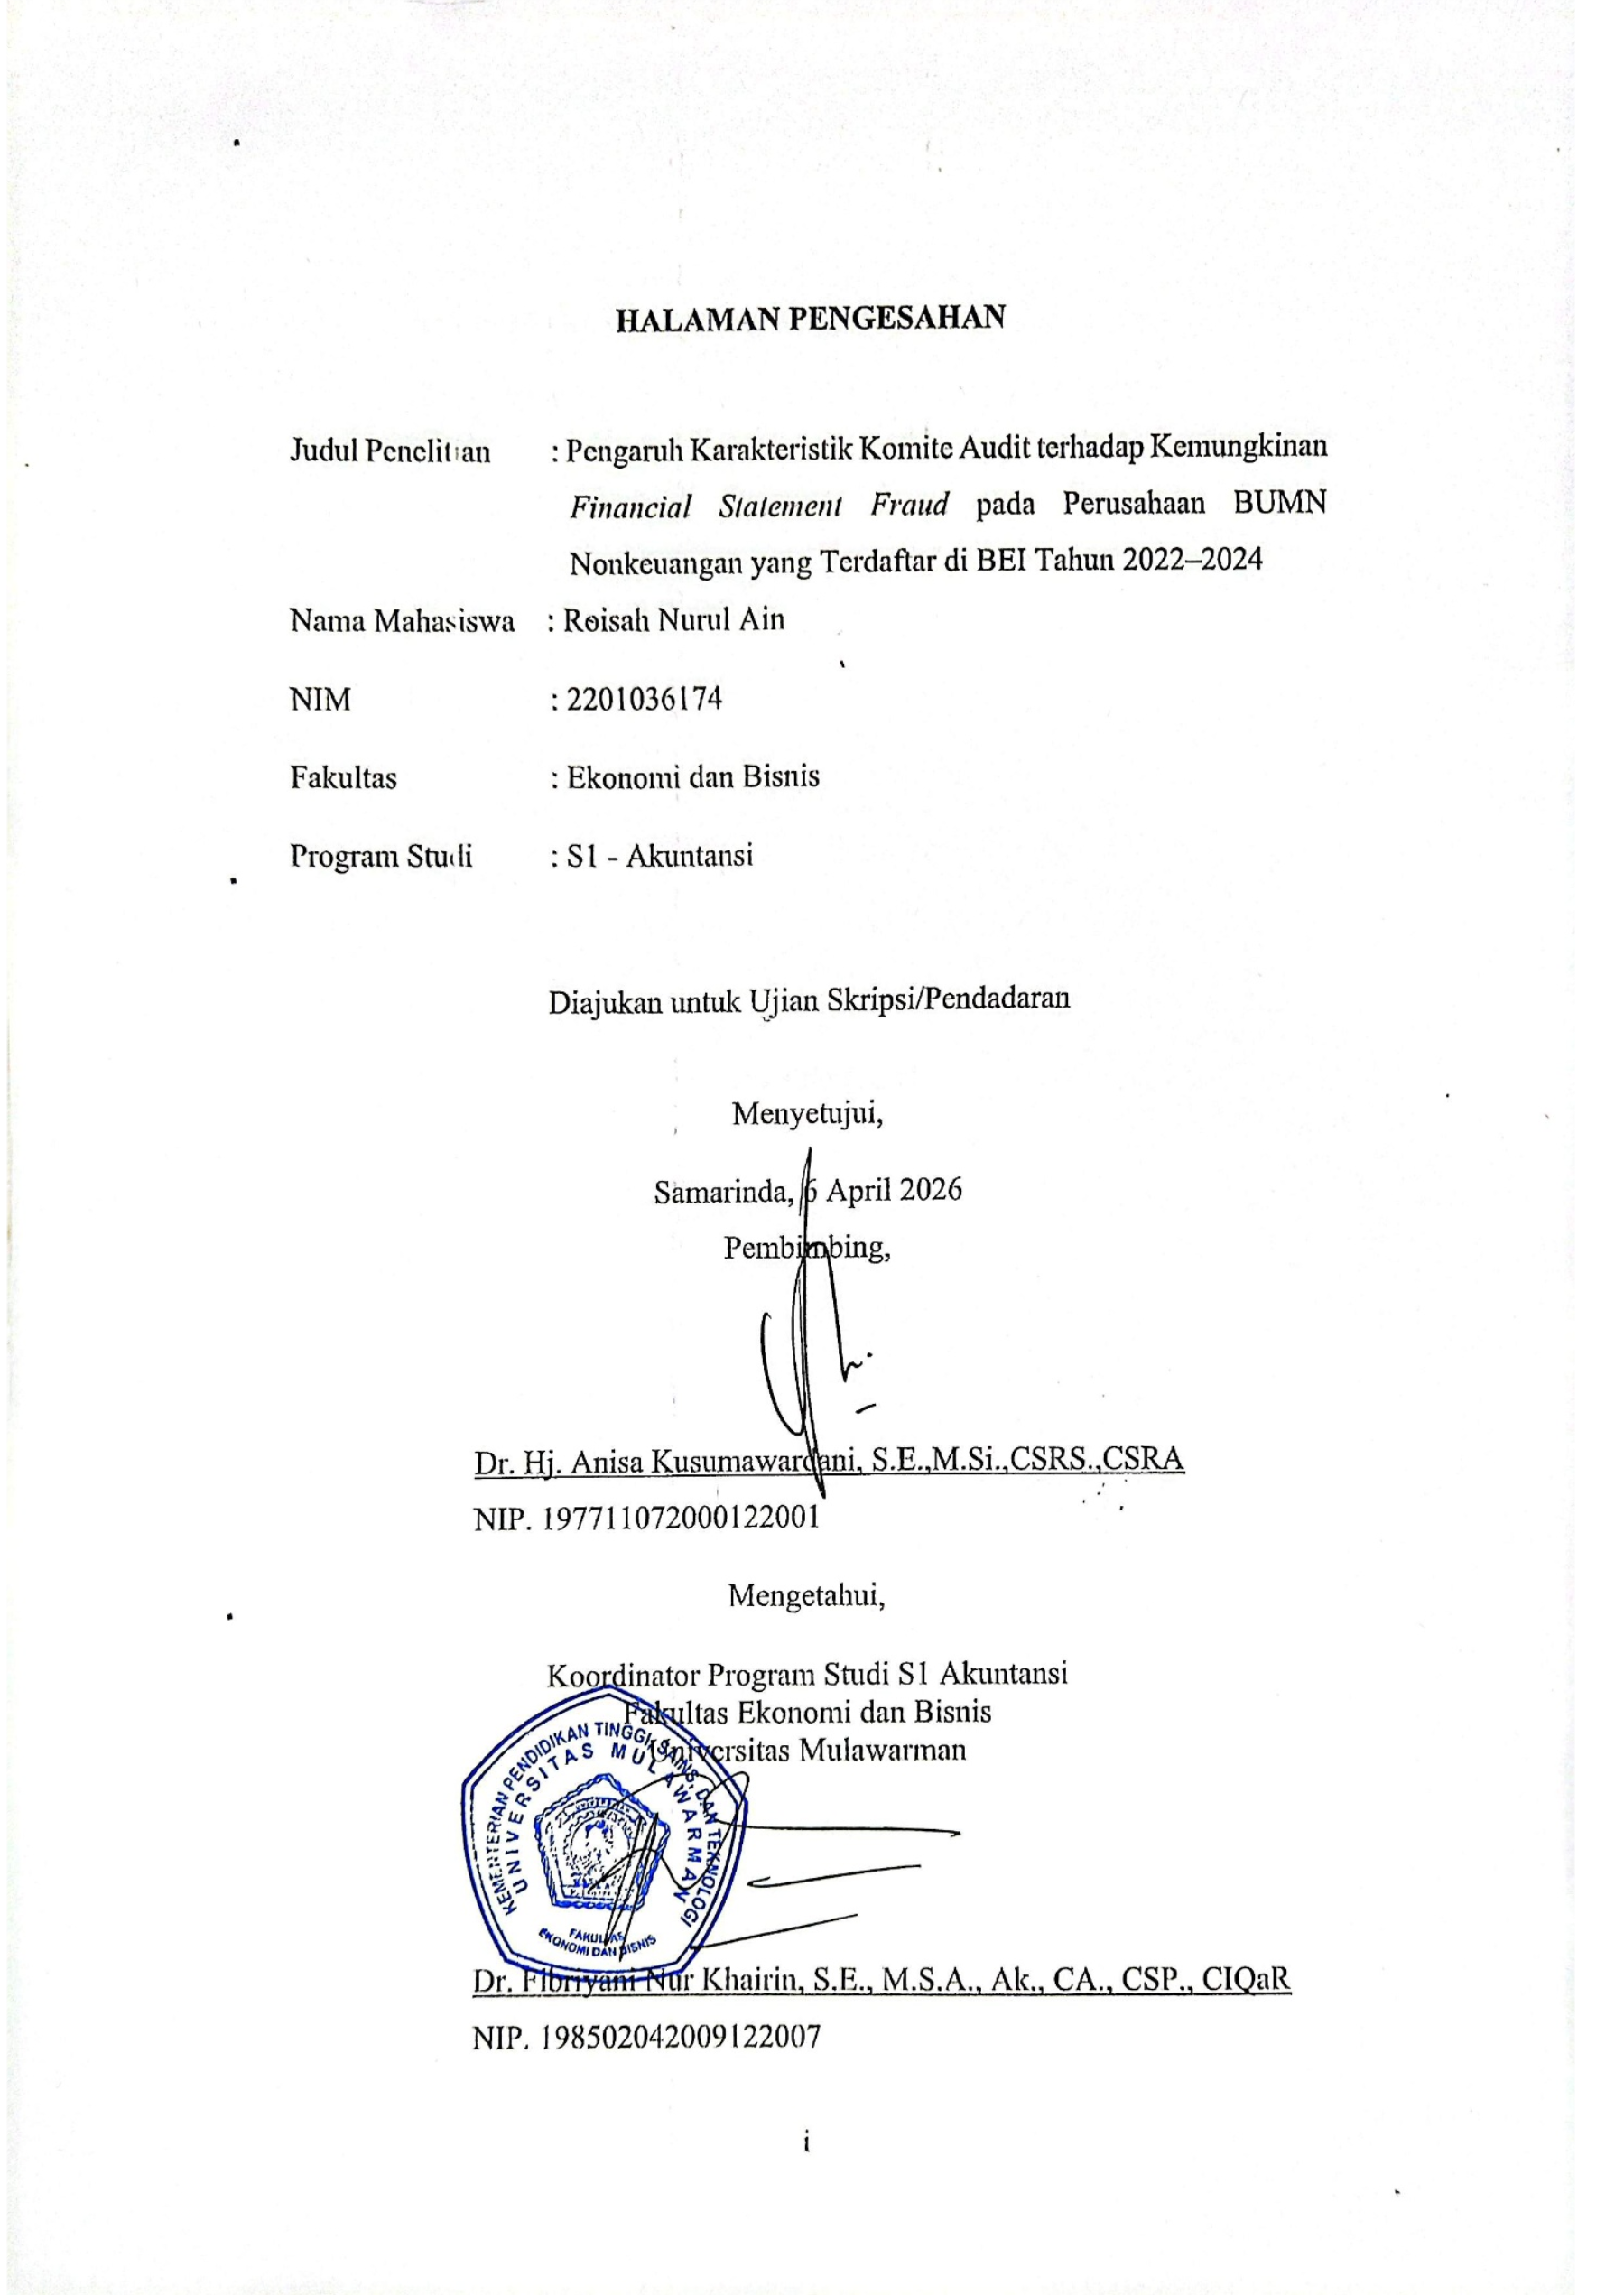 HALAMAN PENGESAHAN
Judul Penelitian : Pengaruh Karakteristik Komite Audit terhadap Kemungkinan
Financial Statement Fraud pada Perusahaan BUMN
Nonkeuangan yang Terdaftar di BEI Tahun 2022–2024
Nama Mahasiswa : Roisah Nurul Ain
NIM : 2201036174
Fakultas : Ekonomi dan Bisnis
Program Studi : S1 - Akuntansi
Diajukan untuk Ujian Skripsi/Pendadaran
Menyetujui,
Samarinda, 6 April 2026
Pembimbing,
Dr. Hj. Anisa Kusumawardani, S.E.,M.Si.,CSRS.,CSRA
NIP. 197711072000122001
Mengetahui,
Koordinator Program Studi S1 Akuntansi
Fakultas Ekonomi dan Bisnis
Universitas Mulawarman
KEMENTERIAN PENDIDIKAN TINGGI, SAINS, DAN TEKNOLOGI
UNIVERSITAS MULAWARMAN
FAKULTAS
EKONOMI DAN BISNIS
Dr. Fibriyani Nur Khairin, S.E., M.S.A., Ak., CA., CSP., CIQaR
NIP. 198502042009122007
i